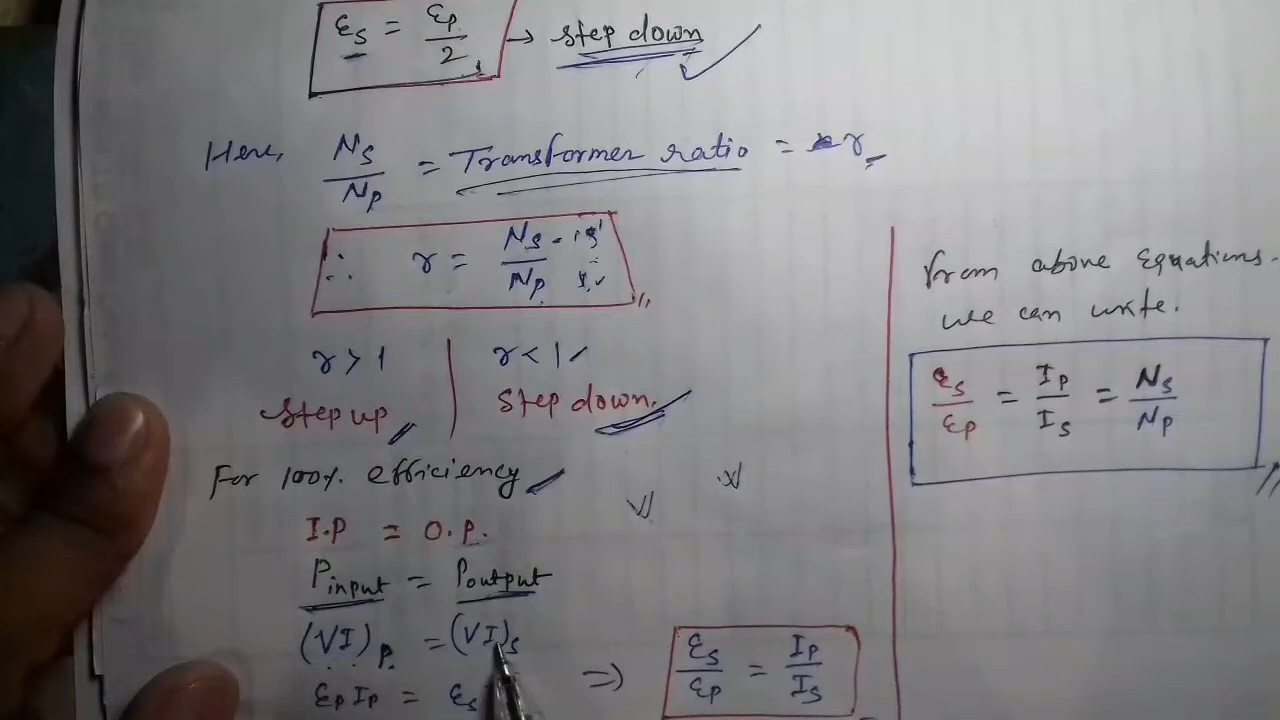 εs = εp/2 → step down
Here, Ns/Np = Transformer ratio = r
∴ r = Ns/Np
r > 1 | r < 1
step up | step down
For 100% efficiency
I.P = O.P.
Pinput = Poutput
(VI)P = (VI)s
εp Ip = εs
⇒ εs/εp = Ip/Is
from above Equations.
we can write.
εs/εp = Ip/Is = Ns/Np